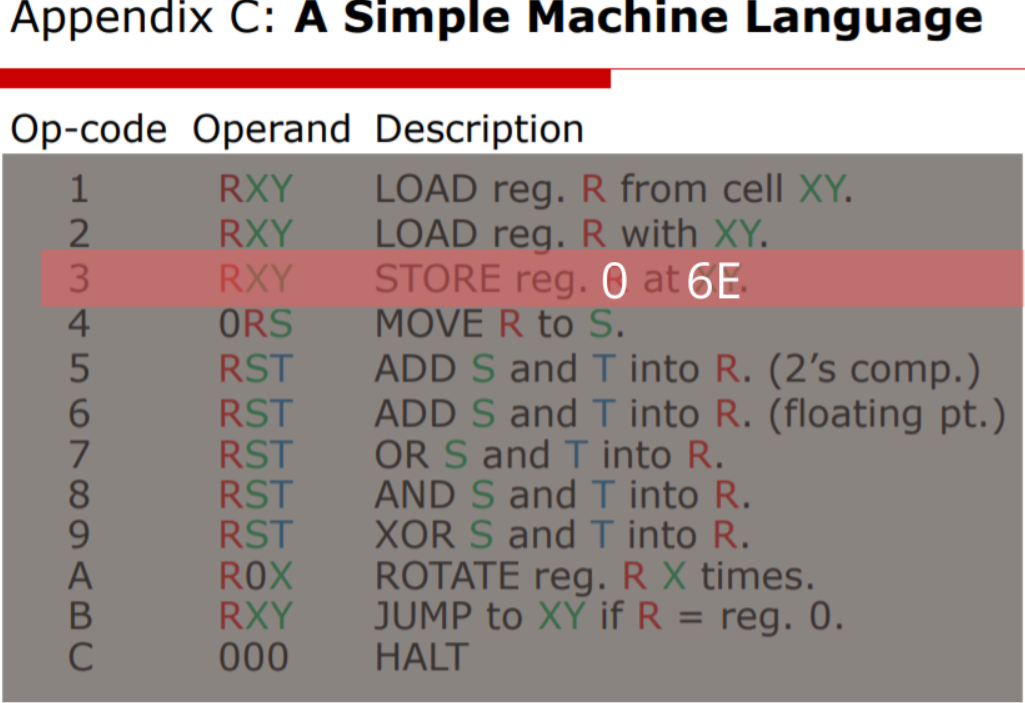 Appendix C: A Simple Machine Language
Op-code Operand Description
1 RXY LOAD reg. R from cell XY.
2 RXY LOAD reg. R with XY.
3 RXY STORE reg. 0 at 6E.
4 0RS MOVE R to S.
5 RST ADD S and T into R. (2’s comp.)
6 RST ADD S and T into R. (floating pt.)
7 RST OR S and T into R.
8 RST AND S and T into R.
9 RST XOR S and T into R.
A R0X ROTATE reg. R X times.
B RXY JUMP to XY if R = reg. 0.
C 000 HALT